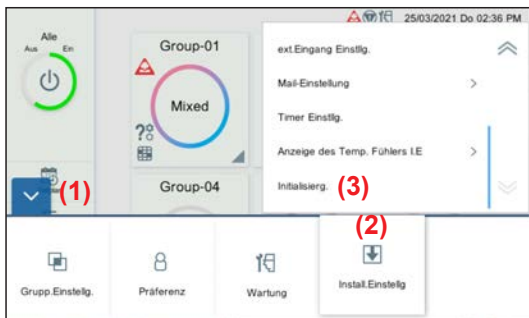 25/03/2021 Do 02:36 PM
Alle
Aus Ein
Group-01
Mixed
Group-04
(1)
ext.Eingang Einstllg.
Mail-Einstellung >
Timer Einstlg.
Anzeige des Temp. Fühlers I.E >
Initialisierg. (3)
(2)
Grupp.Einstellg.
Präferenz
Wartung
Install.Einstellg